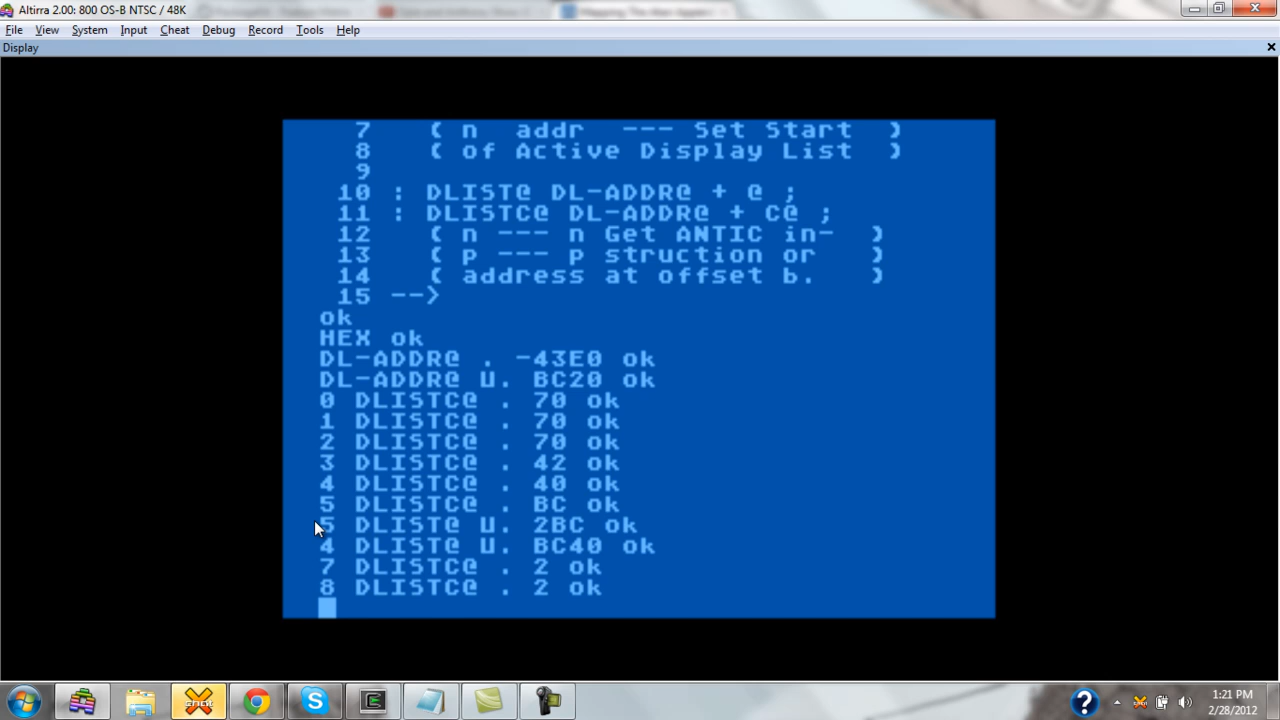 Altirra 2.00: 800 OS-B NTSC / 48K
File View System Input Cheat Debug Record Tools Help
Display
7 ( n addr --- Set Start )
8 ( of Active Display List )
9
10 : DLIST@ DL-ADDR@ + @ ;
11 : DLISTC@ DL-ADDR@ + C@ ;
12 ( n --- n Get ANTIC in- )
13 ( p --- p struction or )
14 ( address at offset b. )
15 -->
ok
HEX ok
DL-ADDR@ . -43E0 ok
DL-ADDR@ U. BC20 ok
0 DLISTC@ . 70 ok
1 DLISTC@ . 70 ok
2 DLISTC@ . 70 ok
3 DLISTC@ . 42 ok
4 DLISTC@ . 40 ok
5 DLISTC@ . BC ok
5 DLIST@ U. 2BC ok
4 DLIST@ U. BC40 ok
7 DLISTC@ . 2 ok
8 DLISTC@ . 2 ok
1:21 PM
2/28/2012